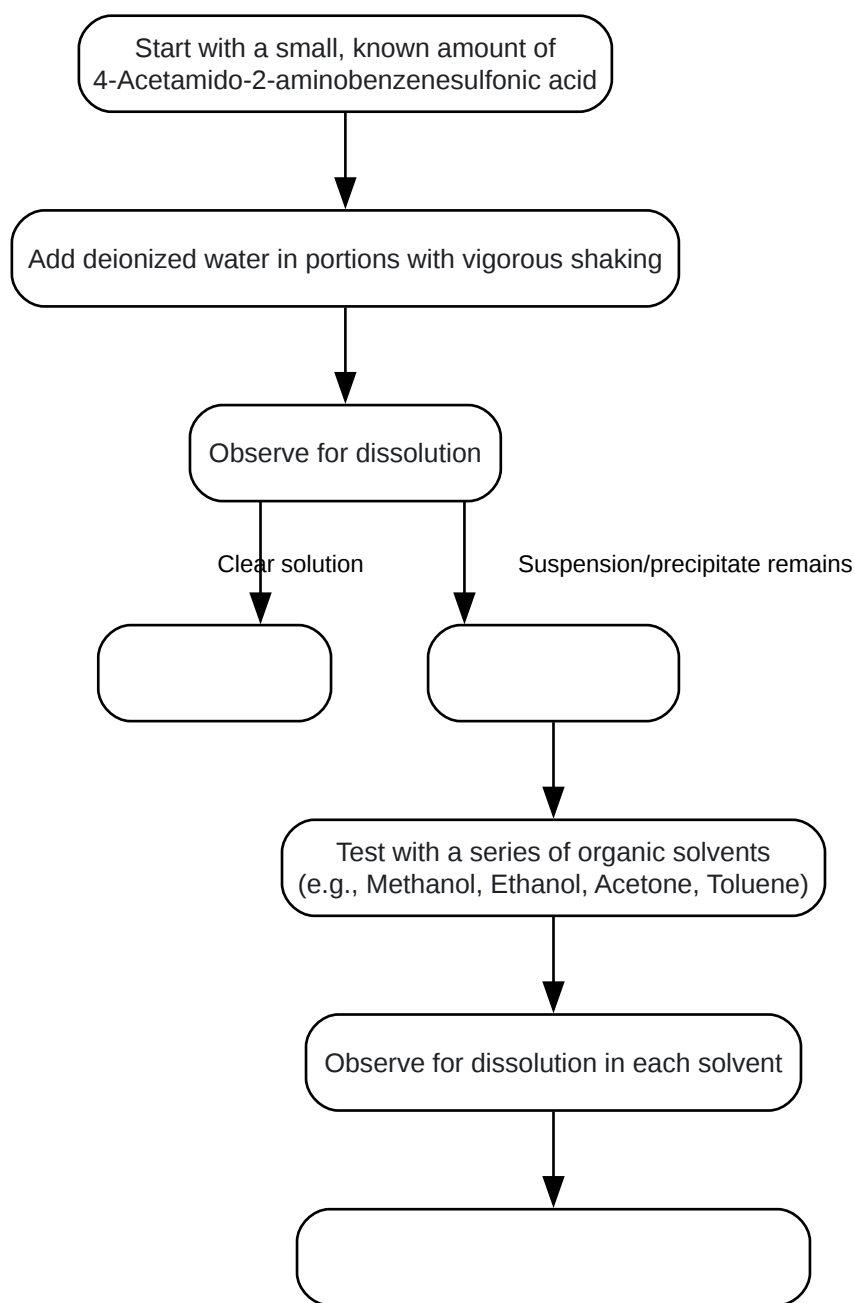 Start with a small, known amount of
4-Acetamido-2-aminobenzenesulfonic acid
Add deionized water in portions with vigorous shaking
Observe for dissolution
Clear solution
Suspension/precipitate remains
Test with a series of organic solvents
(e.g., Methanol, Ethanol, Acetone, Toluene)
Observe for dissolution in each solvent